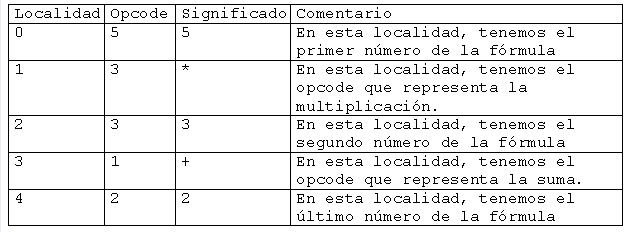 Localidad Opcode Significado Comentario
0 5 5 En esta localidad, tenemos el
primer número de la fórmula
1 3 * En esta localidad, tenemos el
opcode que representa la
multiplicación.
2 3 3 En esta localidad, tenemos el
segundo número de la fórmula
3 1 + En esta localidad, tenemos el
opcode que representa la suma.
4 2 2 En esta localidad, tenemos el
último número de la fórmula